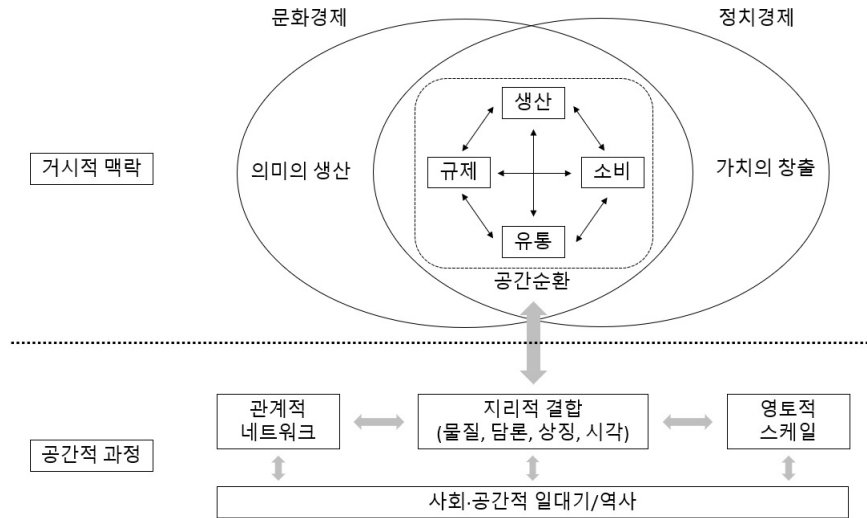 문화경제
정치경제
생산
거시적 맥락
의미의 생산
규제
소비
가치의 창출
유통
공간순환
관계적
네트워크
지리적 결합
(물질, 담론, 상징, 시각)
영토적
스케일
공간적 과정
사회·공간적 일대기/역사